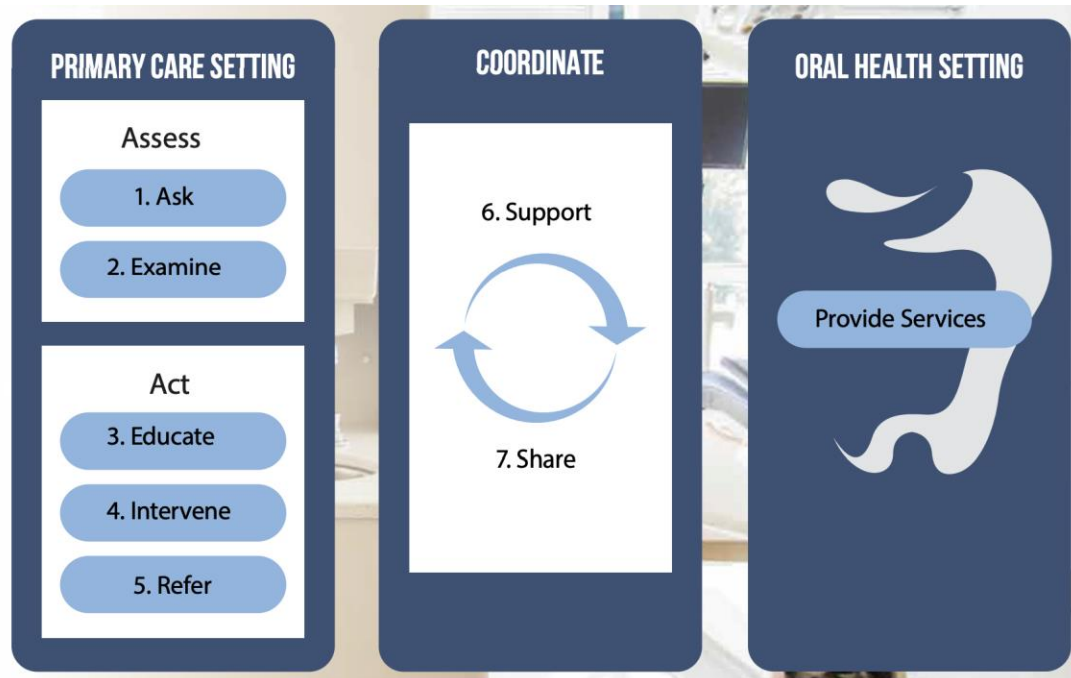 PRIMARY CARE SETTING
Assess
1. Ask
2. Examine
Act
3. Educate
4. Intervene
5. Refer
COORDINATE
6. Support
7. Share
ORAL HEALTH SETTING
Provide Services